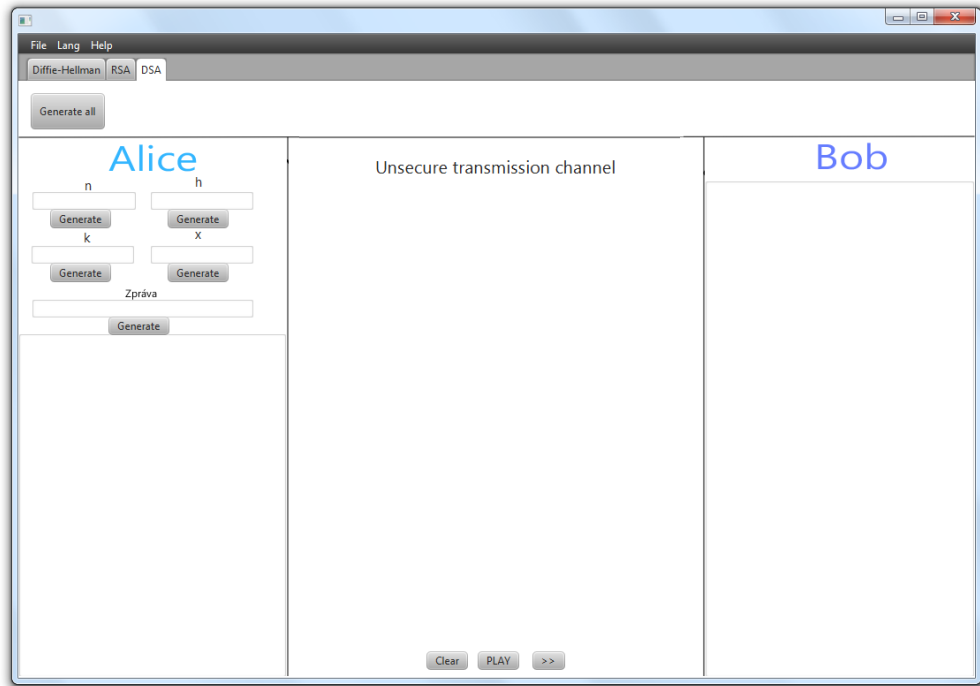 File Lang Help
Diffie-Hellman RSA DSA
Generate all
Alice
n h
Generate Generate
k x
Generate Generate
Zpráva
Generate
Unsecure transmission channel
Clear PLAY >>
Bob